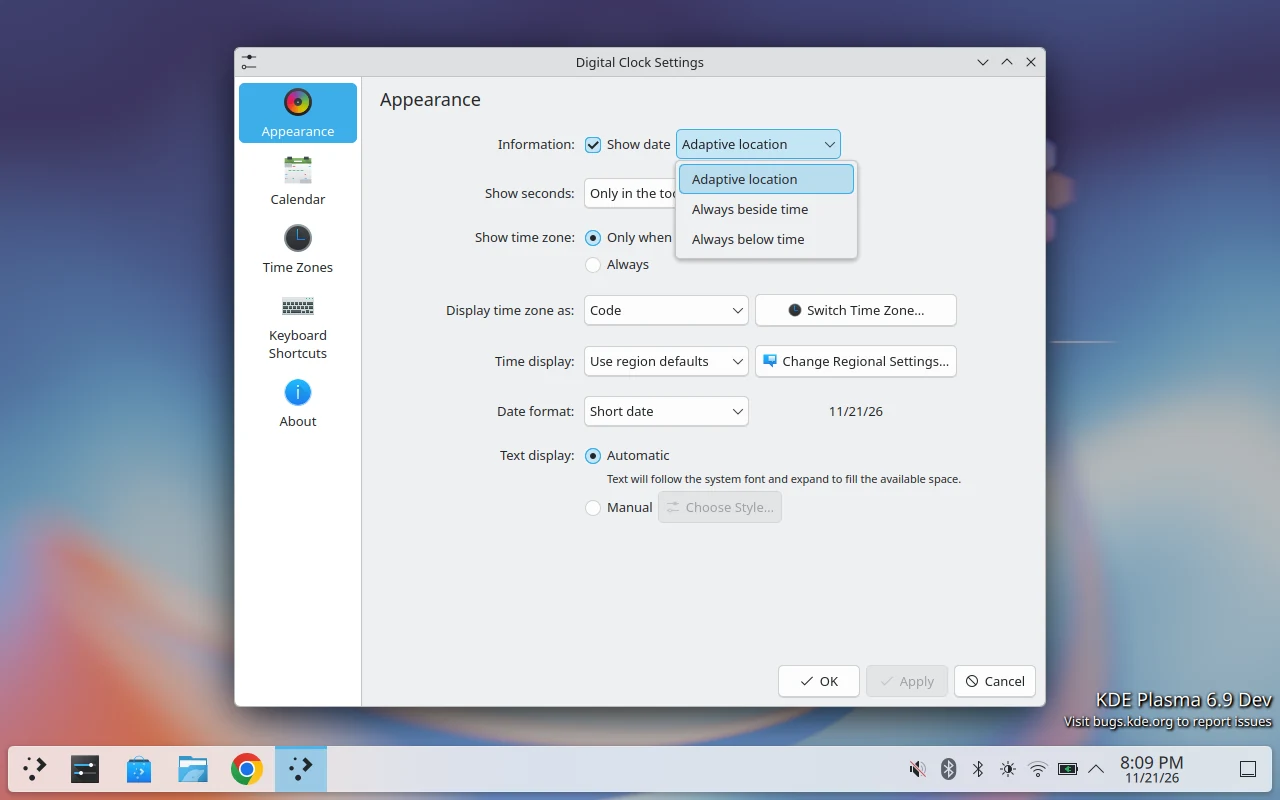 Digital Clock Settings
Appearance
Calendar
Time Zones
Keyboard
Shortcuts
About
Appearance
Information: Show date Adaptive location
Adaptive location
Always beside time
Always below time
Show seconds: Only in the too
Show time zone: Only when
Always
Display time zone as: Code Switch Time Zone...
Time display: Use region defaults Change Regional Settings...
Date format: Short date 11/21/26
Text display: Automatic
Text will follow the system font and expand to fill the available space.
Manual Choose Style...
OK Apply Cancel
KDE Plasma 6.9 Dev
Visit bugs.kde.org to report issues
8:09 PM
11/21/26